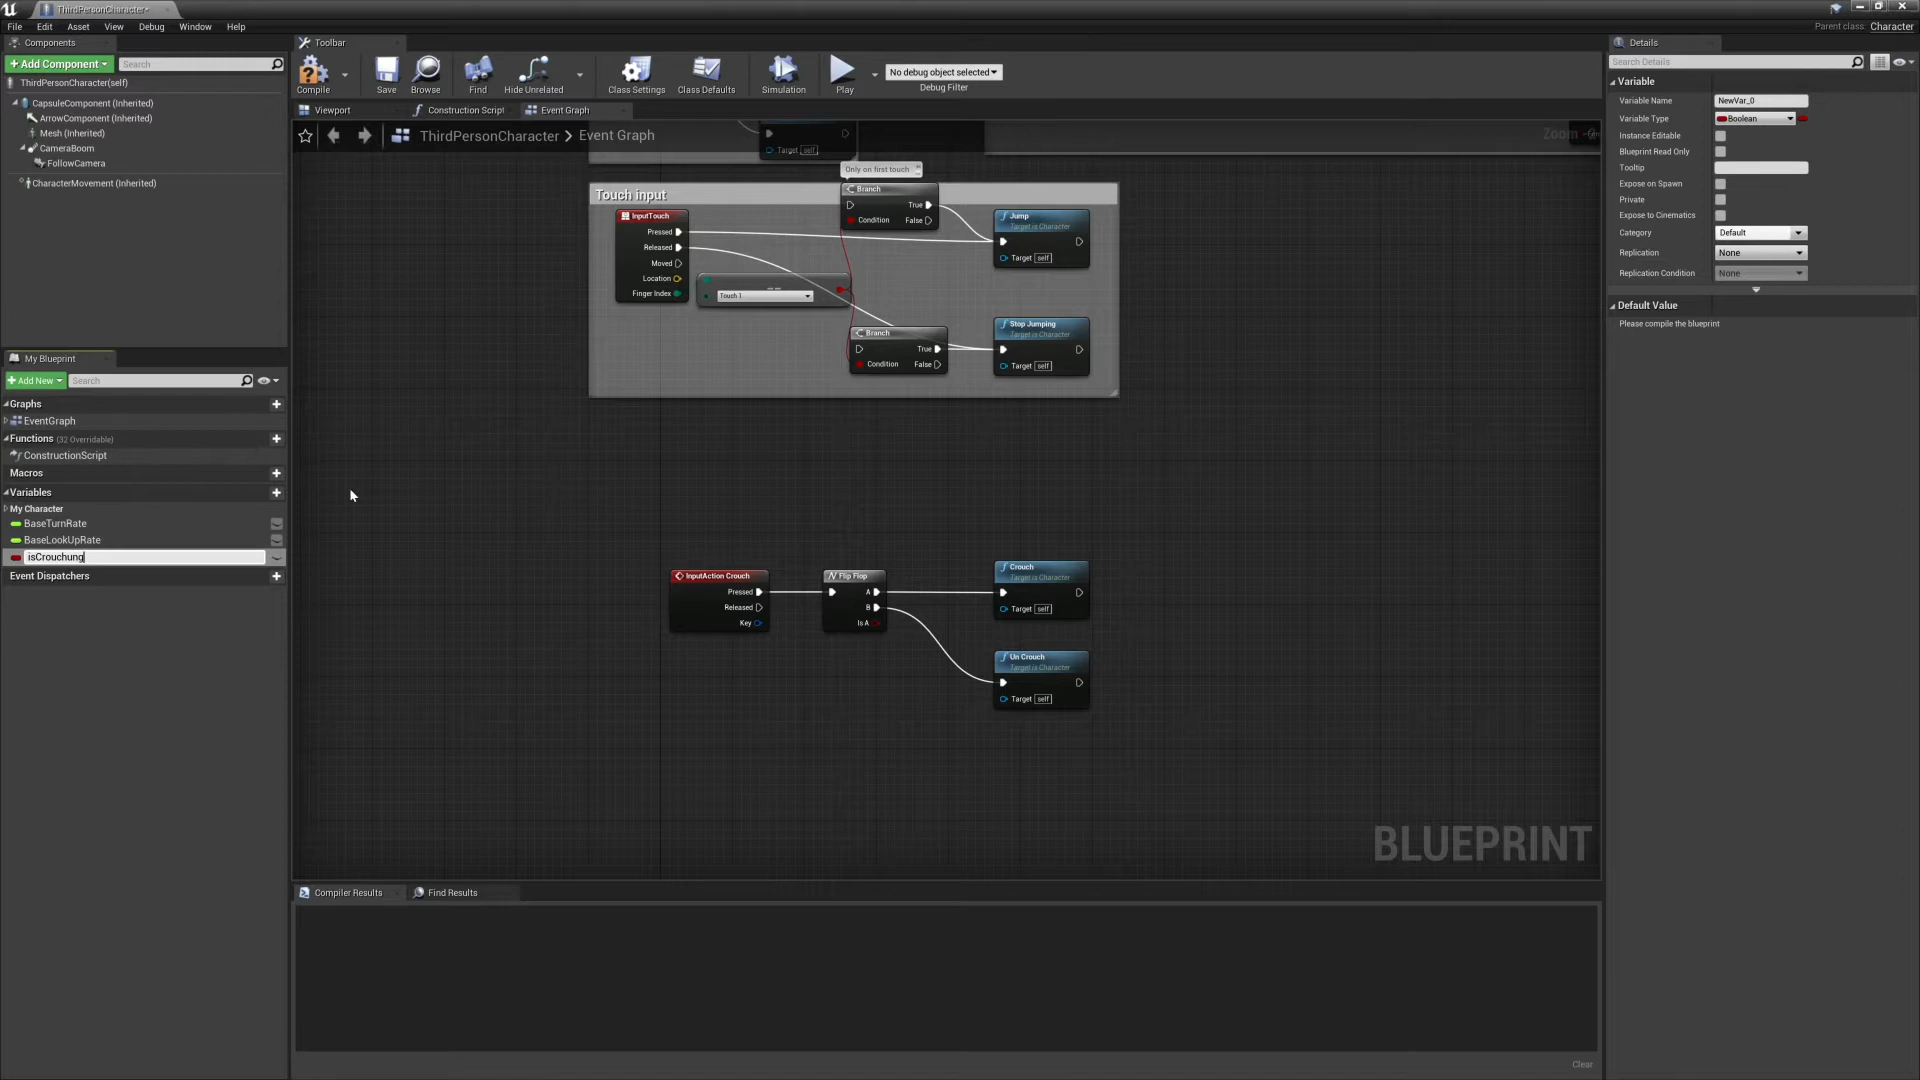 ThirdPersonCharacter*
File Edit Asset View Debug Window Help
Parent class: Character
Components
Toolbar
Details
Add Component
Search
ThirdPersonCharacter(self)
CapsuleComponent (Inherited)
ArrowComponent (Inherited)
Mesh (Inherited)
CameraBoom
FollowCamera
CharacterMovement (Inherited)
Compile
Save
Browse
Find
Hide Unrelated
Class Settings
Class Defaults
Simulation
Play
No debug object selected
Debug Filter
Viewport
Construction Script
Event Graph
ThirdPersonCharacter > Event Graph
Zoom
Target self
Only on first touch
Touch input
InputTouch
Pressed
Released
Moved
Location
Finger Index
Touch 1
Branch
True
Condition False
Jump
Target is Character
Target self
Branch
True
Condition False
Stop Jumping
Target is Character
Target self
InputAction Crouch
Pressed
Released
Key
Flip Flop
A
B
Is A
Crouch
Target is Character
Target self
Un Crouch
Target is Character
Target self
BLUEPRINT
My Blueprint
Add New
Search
Graphs
EventGraph
Functions (32 Overridable)
ConstructionScript
Macros
Variables
My Character
BaseTurnRate
BaseLookUpRate
isCrouchung
Event Dispatchers
Compiler Results
Find Results
Clear
Search Details
Variable
Variable Name NewVar_0
Variable Type Boolean
Instance Editable
Blueprint Read Only
Tooltip
Expose on Spawn
Private
Expose to Cinematics
Category Default
Replication None
Replication Condition None
Default Value
Please compile the blueprint